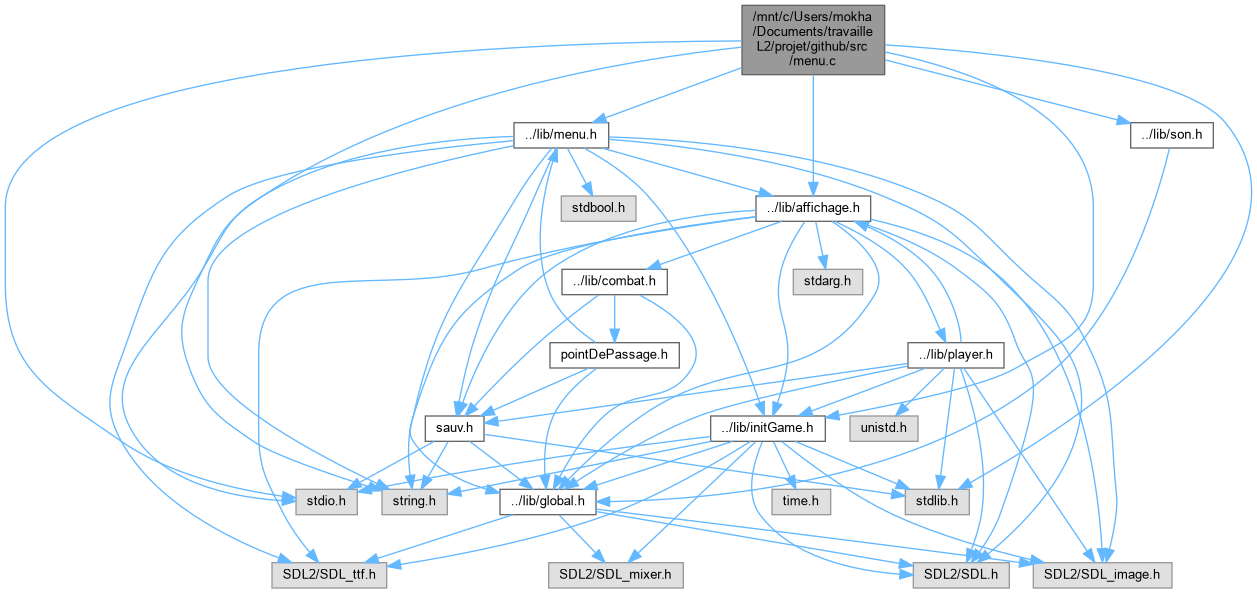 /mnt/c/Users/mokha
/Documents/travaille
L2/projet/github/src
/menu.c
../lib/menu.h
../lib/son.h
stdbool.h
../lib/affichage.h
../lib/combat.h
stdarg.h
pointDePassage.h
../lib/player.h
sauv.h
../lib/initGame.h
unistd.h
stdio.h
string.h
../lib/global.h
time.h
stdlib.h
SDL2/SDL_ttf.h
SDL2/SDL_mixer.h
SDL2/SDL.h
SDL2/SDL_image.h